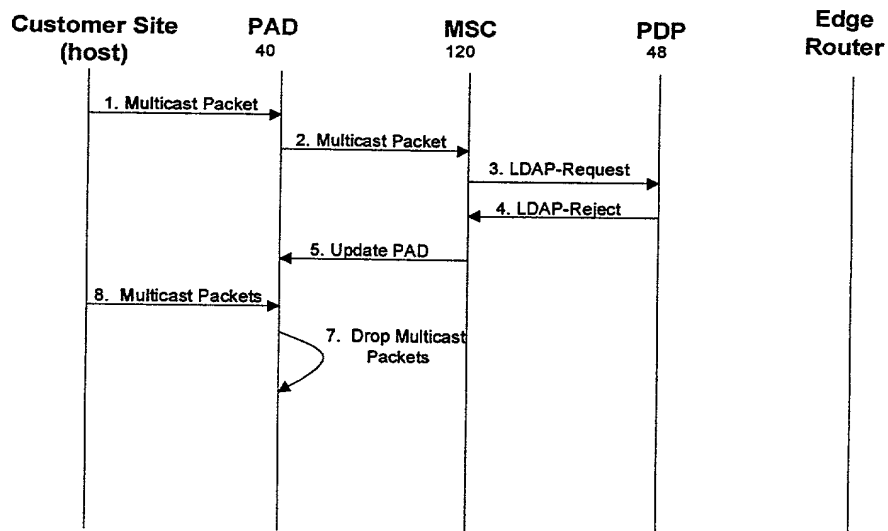 Customer Site
(host)
PAD
40
MSC
120
PDP
48
Edge
Router
1. Multicast Packet
2. Multicast Packet
3. LDAP-Request
4. LDAP-Reject
5. Update PAD
8. Multicast Packets
7. Drop Multicast
Packets